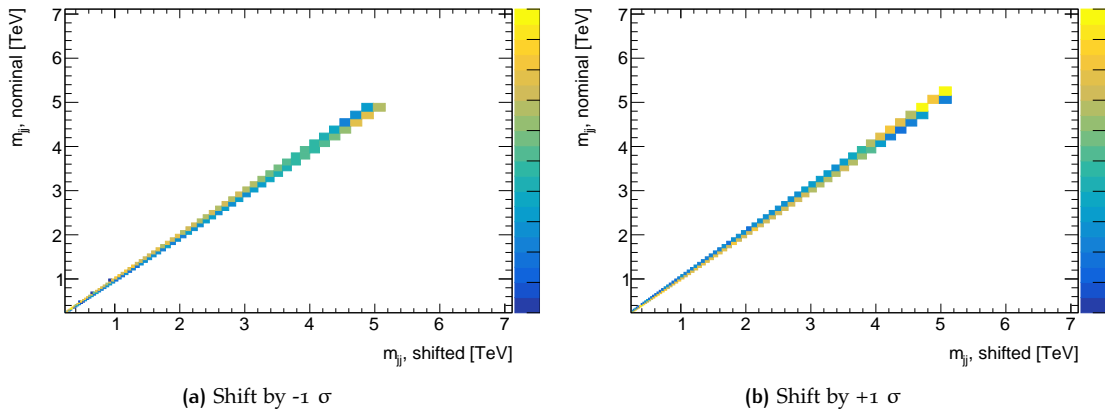 m_jj, nominal [TeV]
7
6
5
4
3
2
1
1 2 3 4 5 6 7
m_jj, shifted [TeV]
(a) Shift by -1 σ
m_jj, nominal [TeV]
7
6
5
4
3
2
1
1 2 3 4 5 6 7
m_jj, shifted [TeV]
(b) Shift by +1 σ